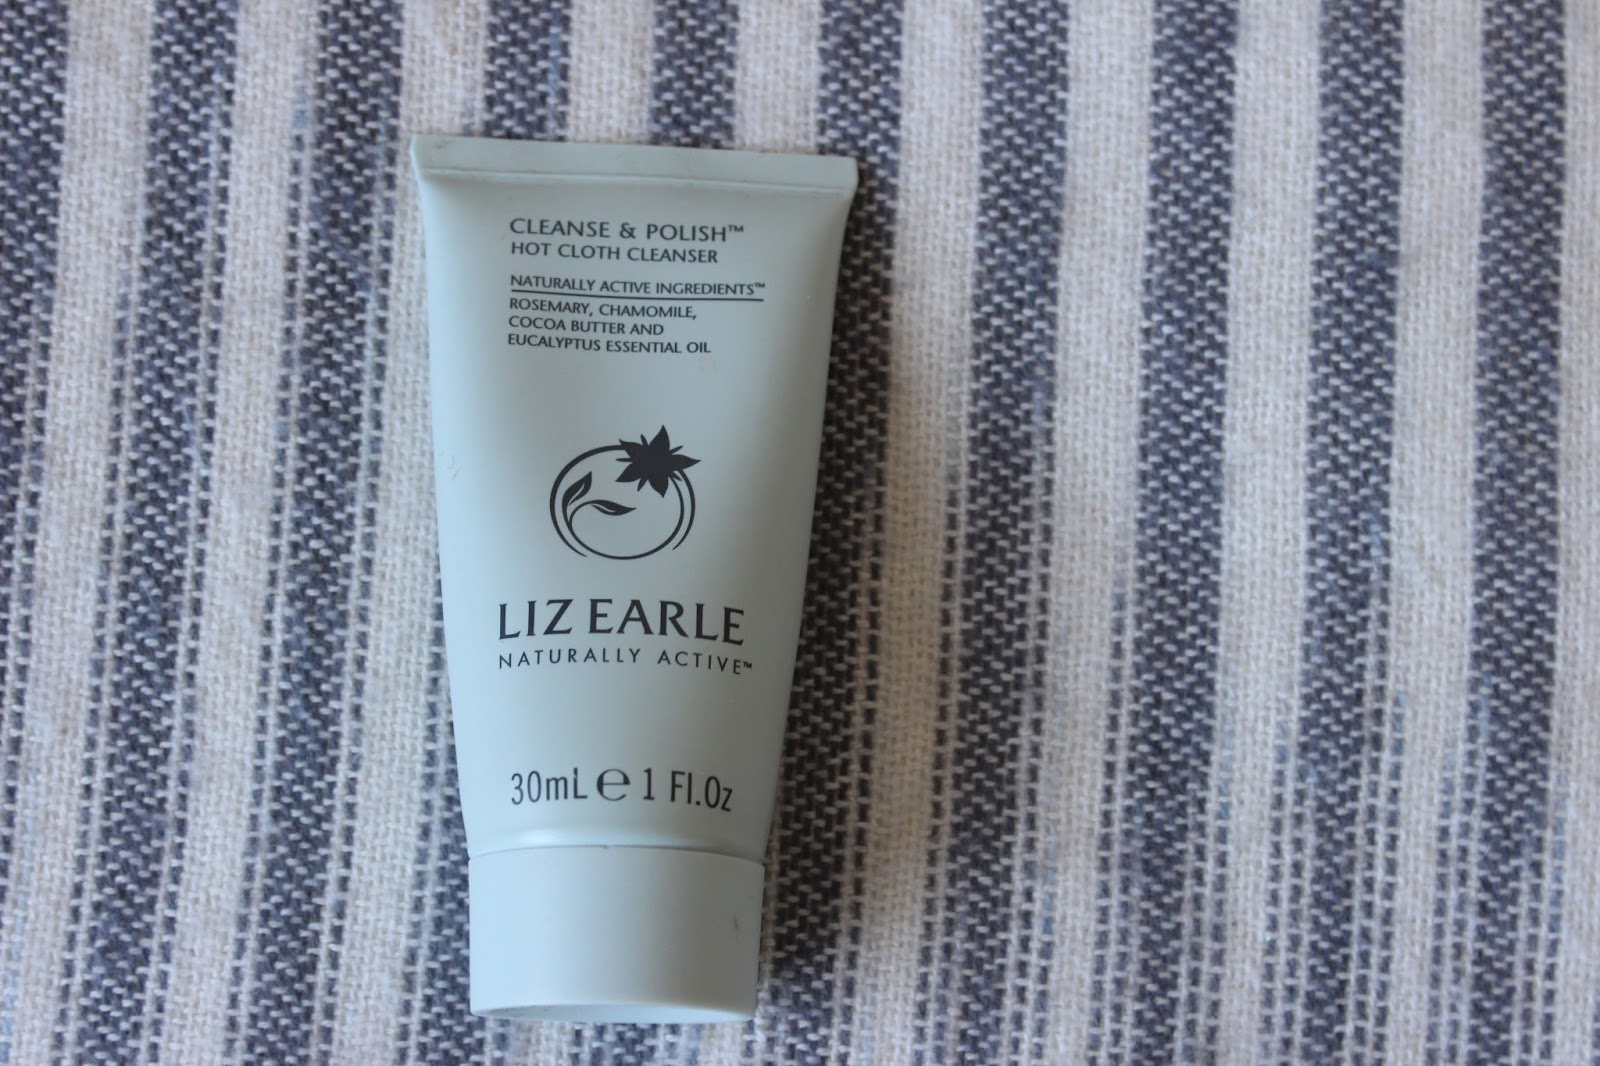 CLEANSE & POLISH™
HOT CLOTH CLEANSER
NATURALLY ACTIVE INGREDIENTS™
ROSEMARY, CHAMOMILE,
COCOA BUTTER AND
EUCALYPTUS ESSENTIAL OIL
LIZ EARLE
NATURALLY ACTIVE™
30mL ℮ 1 Fl.Oz